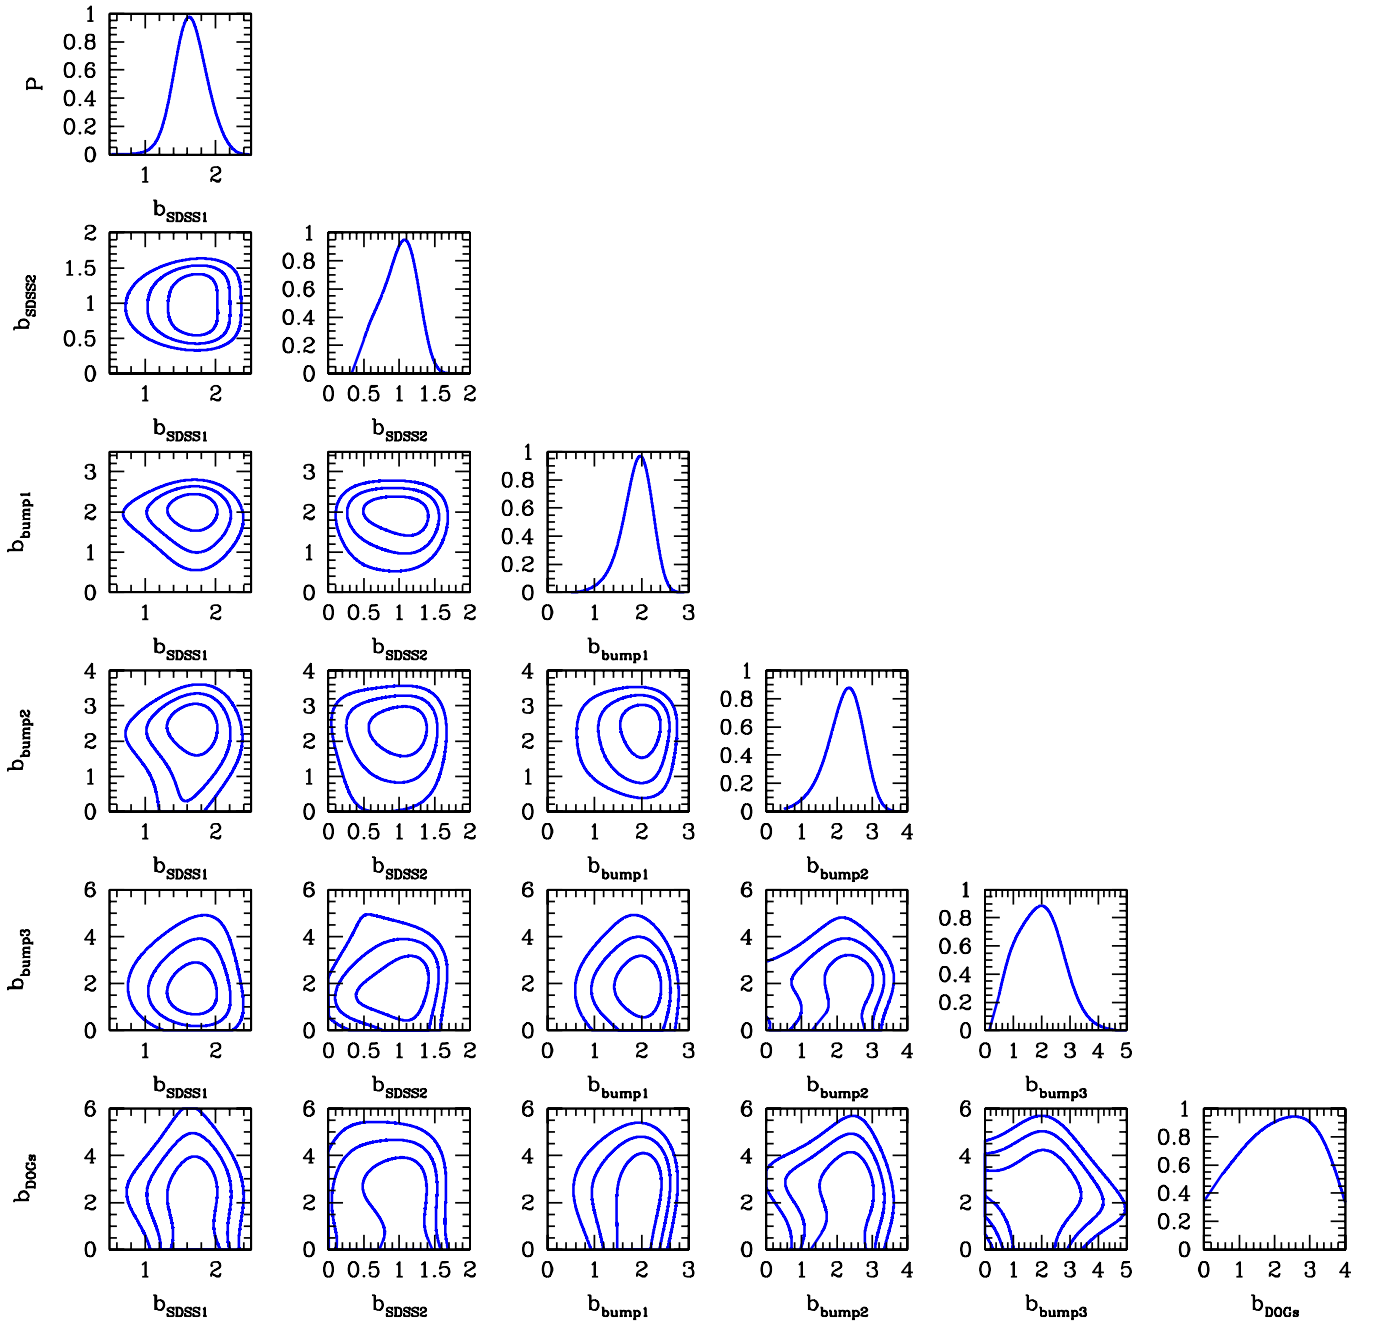 1
0.8
P
0.6
0.4
0.2
0
1 2
b_SDSS1
2 1
1.5 0.8
b_SDSS2
1 0.6
0.5 0.4
0.2
0 0
1 2 0 0.5 1 1.5 2
b_SDSS1 b_SDSS2
3 3 1
0.8
b_bump1
2 2 0.6
0.4
1 1 0.2
0 0 0
1 2 0 0.5 1 1.5 2 0 1 2 3
b_SDSS1 b_SDSS2 b_bump1
4 4 4 1
3 3 3 0.8
b_bump2
2 2 2 0.6
0.4
1 1 1 0.2
0 0 0 0
1 2 0 0.5 1 1.5 2 0 1 2 3 0 1 2 3 4
b_SDSS1 b_SDSS2 b_bump1 b_bump2
6 6 6 6 1
0.8
4 4 4 4
b_bump3
0.6
2 2 2 2 0.4
0.2
0 0 0 0 0
1 2 0 0.5 1 1.5 2 0 1 2 3 0 1 2 3 4 0 1 2 3 4 5
b_SDSS1 b_SDSS2 b_bump1 b_bump2 b_bump3
6 6 6 6 6 1
0.8
4 4 4 4 4
b_DOGs
0.6
2 2 2 2 2 0.4
0.2
0 0 0 0 0 0
1 2 0 0.5 1 1.5 2 0 1 2 3 0 1 2 3 4 0 1 2 3 4 5 0 1 2 3 4
b_SDSS1 b_SDSS2 b_bump1 b_bump2 b_bump3 b_DOGs